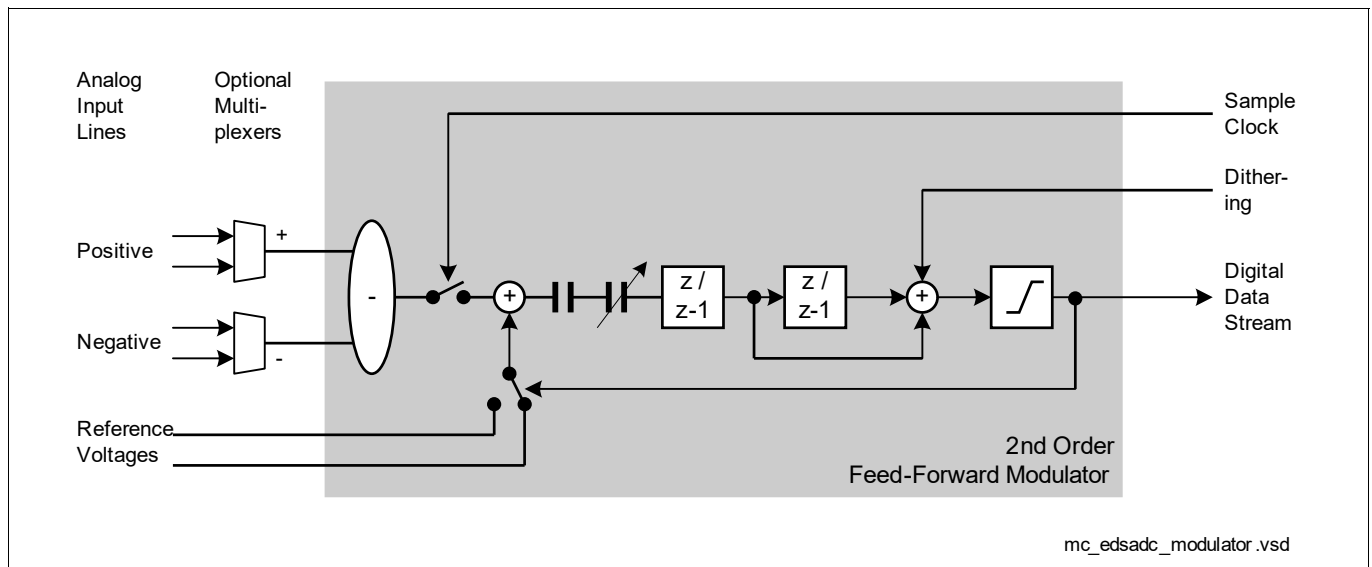 Analog
Input
Lines
Optional
Multi-
plexers
Sample
Clock
Dither-
ing
Positive
+
Negative
-
-
+
z /
z-1
z /
z-1
+
Digital
Data
Stream
Reference
Voltages
2nd Order
Feed-Forward Modulator
mc_edsadc_modulator.vsd